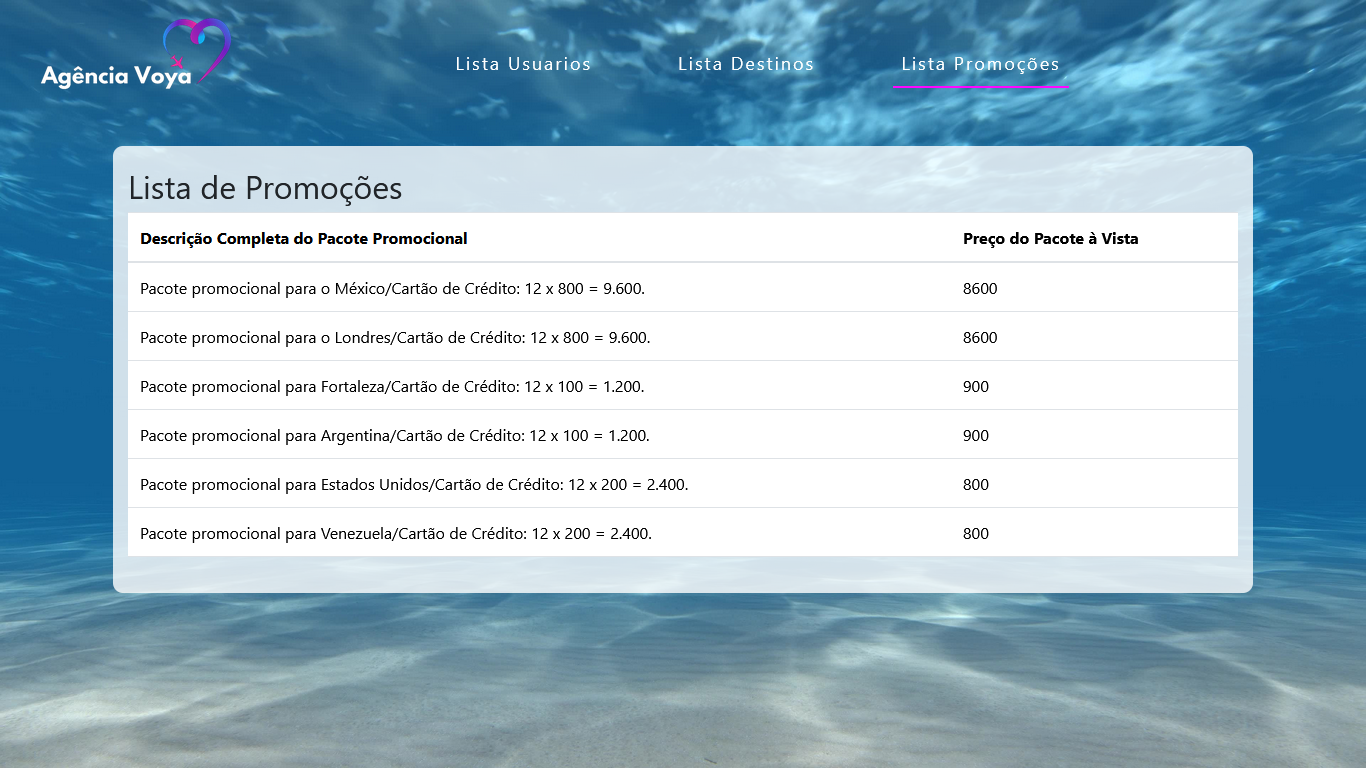 Agência Voya
Lista Usuarios Lista Destinos Lista Promoções
Lista de Promoções
Descrição Completa do Pacote Promocional Preço do Pacote à Vista
Pacote promocional para o México/Cartão de Crédito: 12 x 800 = 9.600. 8600
Pacote promocional para o Londres/Cartão de Crédito: 12 x 800 = 9.600. 8600
Pacote promocional para Fortaleza/Cartão de Crédito: 12 x 100 = 1.200. 900
Pacote promocional para Argentina/Cartão de Crédito: 12 x 100 = 1.200. 900
Pacote promocional para Estados Unidos/Cartão de Crédito: 12 x 200 = 2.400. 800
Pacote promocional para Venezuela/Cartão de Crédito: 12 x 200 = 2.400. 800